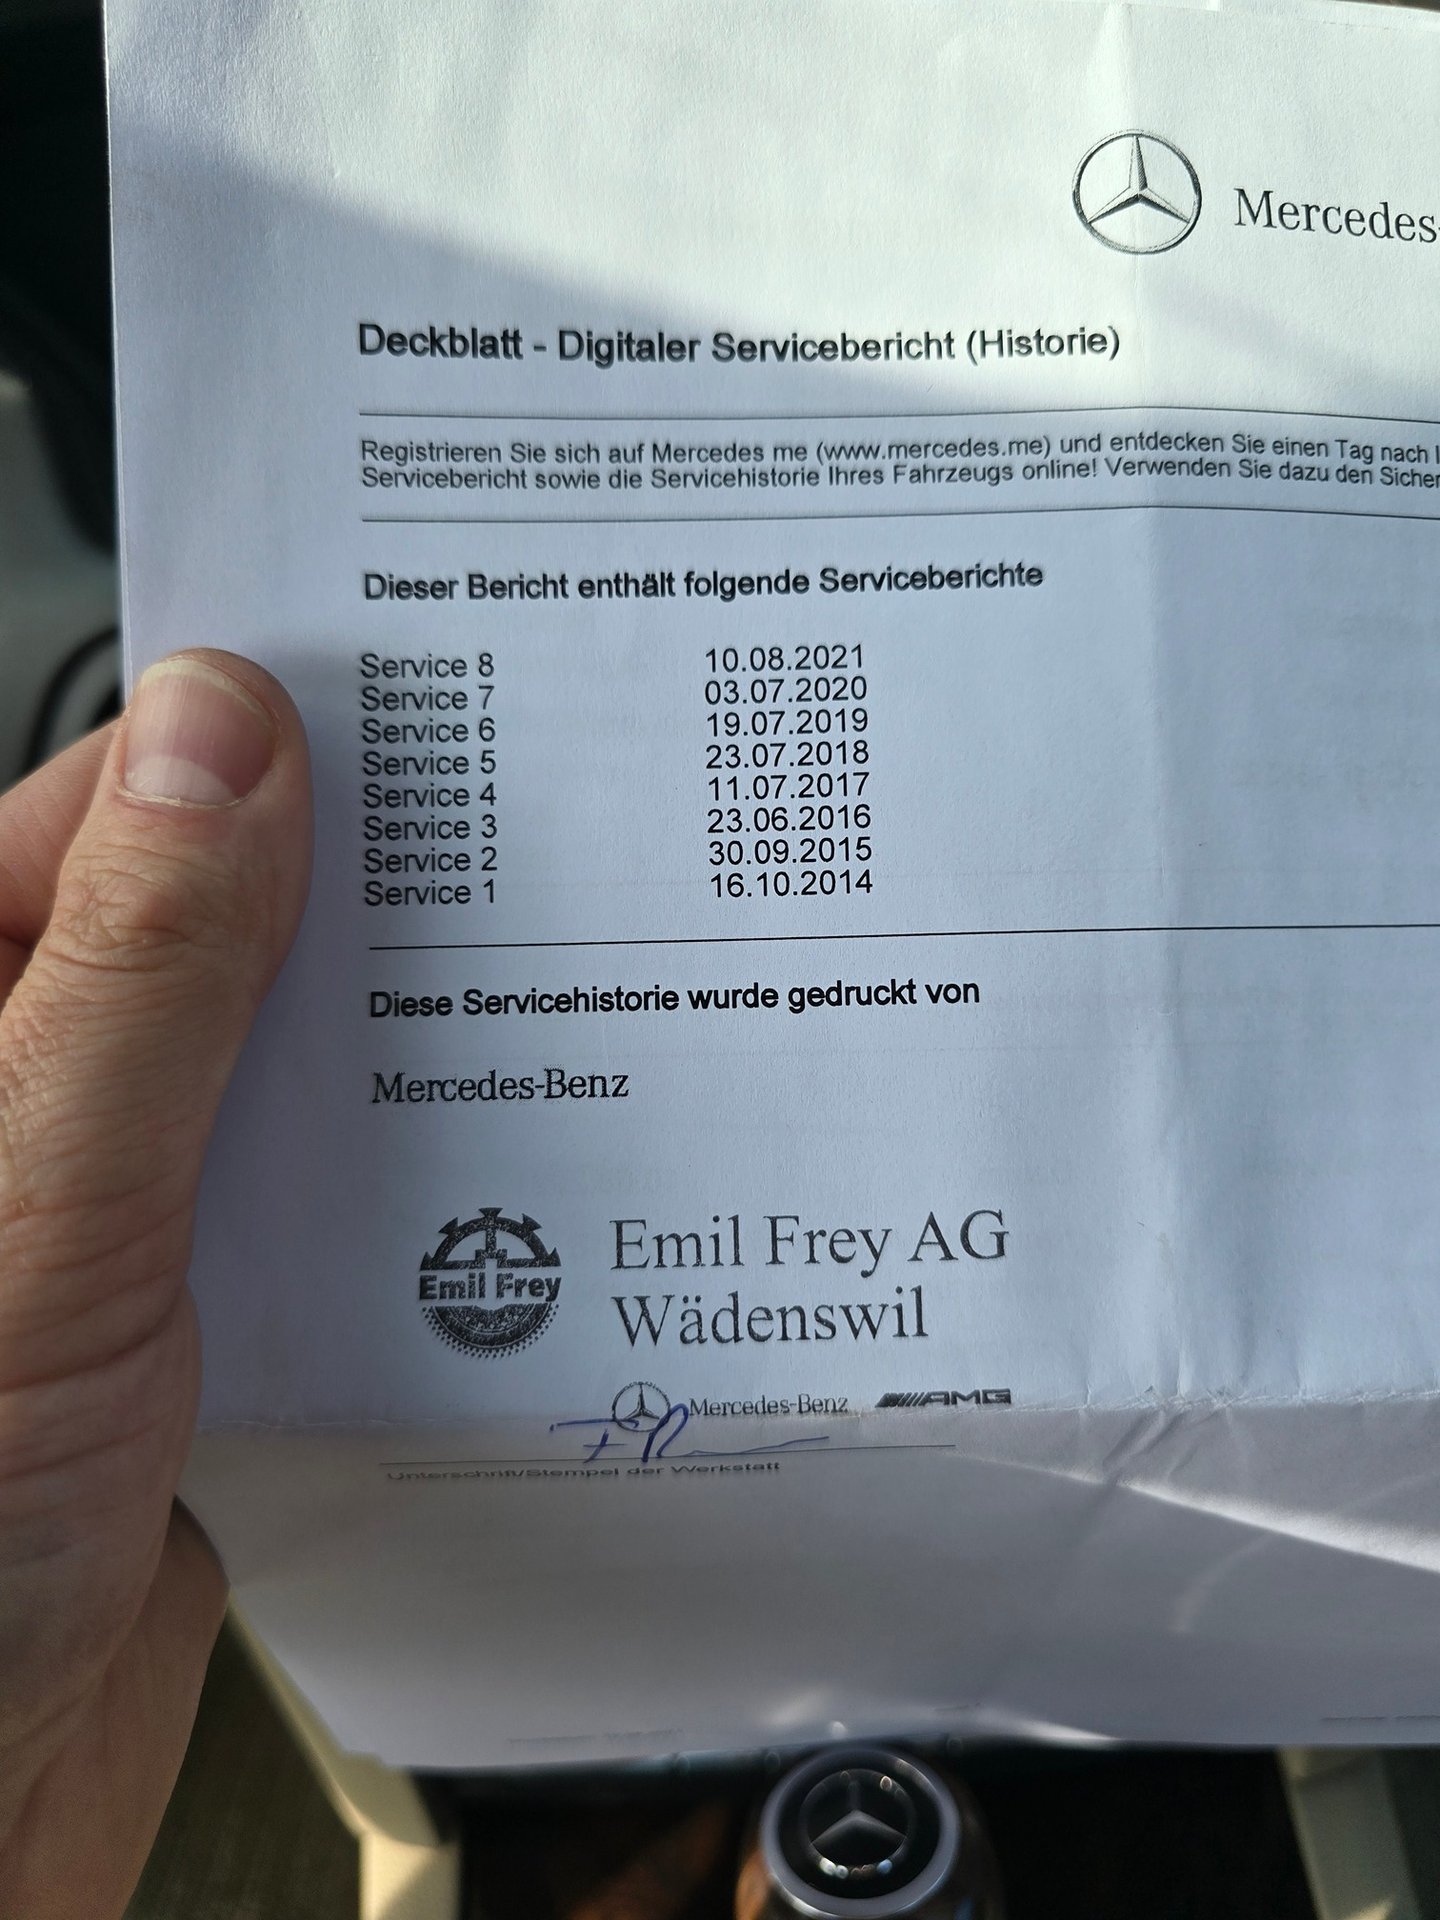 Mercedes-
Deckblatt - Digitaler Servicebericht (Historie)
Registrieren Sie sich auf Mercedes me (www.mercedes.me) und entdecken Sie einen Tag nach
Servicebericht sowie die Servicehistorie Ihres Fahrzeugs online! Verwenden Sie dazu den Sicher
Dieser Bericht enthält folgende Serviceberichte
Service 8 10.08.2021
Service 7 03.07.2020
Service 6 19.07.2019
Service 5 23.07.2018
Service 4 11.07.2017
Service 3 23.06.2016
Service 2 30.09.2015
Service 1 16.10.2014
Diese Servicehistorie wurde gedruckt von
Mercedes-Benz
Emil Frey
Emil Frey AG
Wädenswil
Mercedes-Benz AMG
Unterschrift/Stempel der Werkstatt